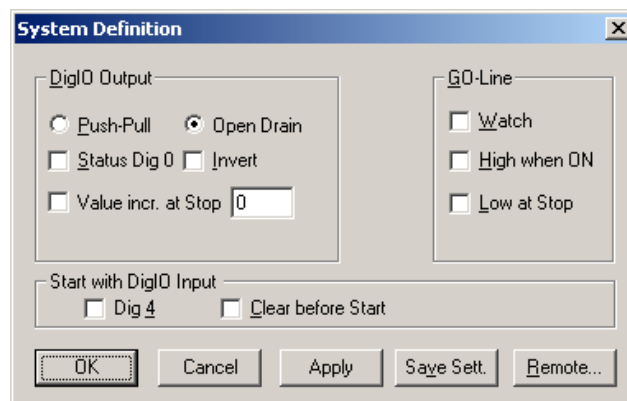 System Definition
DigIO Output
Push-Pull
Open Drain
Status Dig 0
Invert
Value incr. at Stop
0
GO-Line
Watch
High when ON
Low at Stop
Start with DigIO Input
Dig 4
Clear before Start
OK
Cancel
Apply
Save Sett.
Remote...